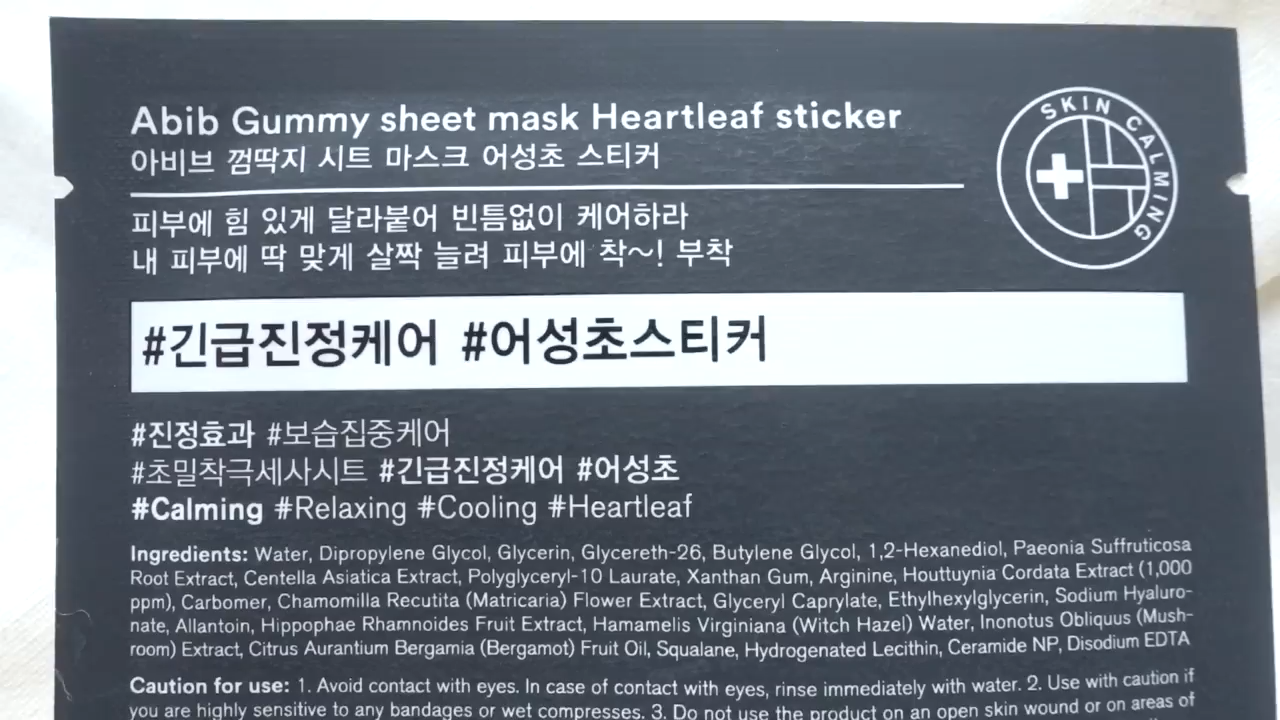 Abib Gummy sheet mask Heartleaf sticker
아비브 껌딱지 시트 마스크 어성초 스티커
SKIN CALMING
피부에 힘 있게 달라붙어 빈틈없이 케어하라
내 피부에 딱 맞게 살짝 늘려 피부에 착~! 부착
#긴급진정케어 #어성초스티커
#진정효과 #보습집중케어
#초밀착극세사시트 #긴급진정케어 #어성초
#Calming #Relaxing #Cooling #Heartleaf
Ingredients: Water, Dipropylene Glycol, Glycerin, Glycereth-26, Butylene Glycol, 1,2-Hexanediol, Paeonia Suffruticosa
Root Extract, Centella Asiatica Extract, Polyglyceryl-10 Laurate, Xanthan Gum, Arginine, Houttuynia Cordata Extract (1,000
ppm), Carbomer, Chamomilla Recutita (Matricaria) Flower Extract, Glyceryl Caprylate, Ethylhexylglycerin, Sodium Hyaluro-
nate, Allantoin, Hippophae Rhamnoides Fruit Extract, Hamamelis Virginiana (Witch Hazel) Water, Inonotus Obliquus (Mush-
room) Extract, Citrus Aurantium Bergamia (Bergamot) Fruit Oil, Squalane, Hydrogenated Lecithin, Ceramide NP, Disodium EDTA
Caution for use: 1. Avoid contact with eyes. In case of contact with eyes, rinse immediately with water. 2. Use with caution if
you are highly sensitive to any bandages or wet compresses. 3. Do not use the product on an open skin wound or on areas of